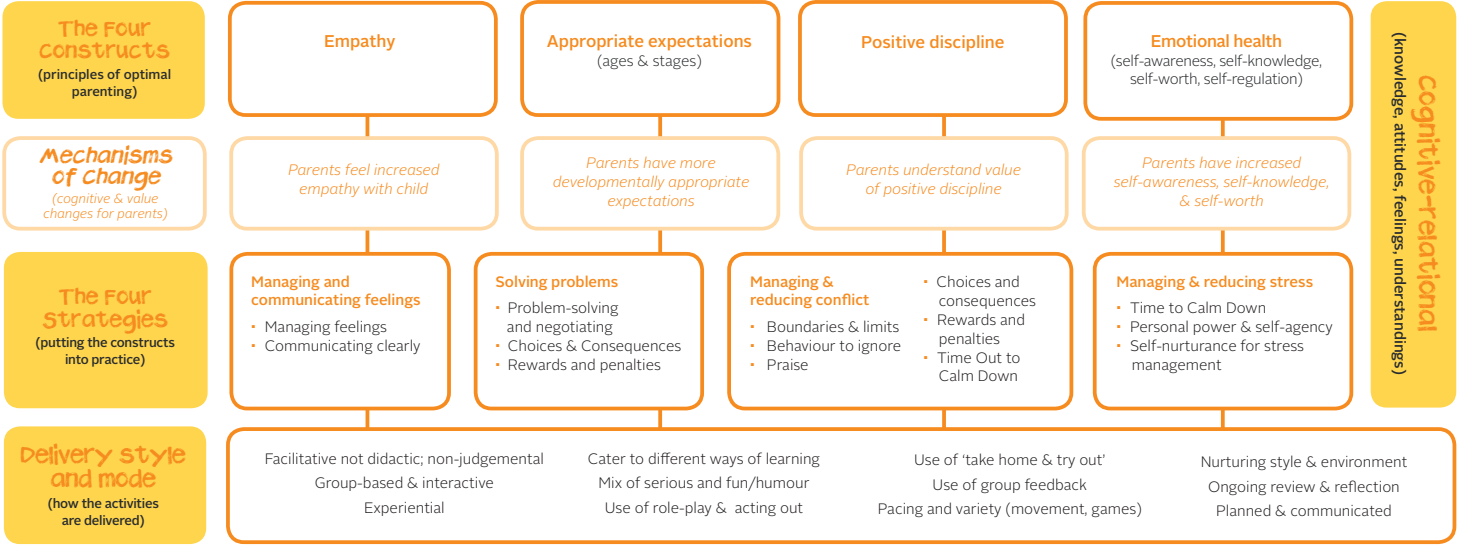 The Four
constructs
(principles of optimal
parenting)
Empathy
Appropriate expectations
(ages & stages)
Positive discipline
Emotional health
(self-awareness, self-knowledge,
self-worth, self-regulation)
Cognitive-relational
(knowledge, attitudes, feelings, understandings)
Mechanisms
of change
(cognitive & value
changes for parents)
Parents feel increased
empathy with child
Parents have more
developmentally appropriate
expectations
Parents understand value
of positive discipline
Parents have increased
self-awareness, self-knowledge,
& self-worth
The Four
Strategies
(putting the constructs
into practice)
Managing and
communicating feelings
· Managing feelings
· Communicating clearly
Solving problems
· Problem-solving
and negotiating
· Choices & Consequences
· Rewards and penalties
Managing &
reducing conflict
· Boundaries & limits
· Behaviour to ignore
· Praise
· Choices and
consequences
· Rewards and
penalties
· Time Out to
Calm Down
Managing & reducing stress
· Time to Calm Down
· Personal power & self-agency
· Self-nurturance for stress
management
Delivery style
and mode
(how the activities
are delivered)
Facilitative not didactic; non-judgemental
Group-based & interactive
Experiential
Cater to different ways of learning
Mix of serious and fun/humour
Use of role-play & acting out
Use of ‘take home & try out’
Use of group feedback
Pacing and variety (movement, games)
Nurturing style & environment
Ongoing review & reflection
Planned & communicated